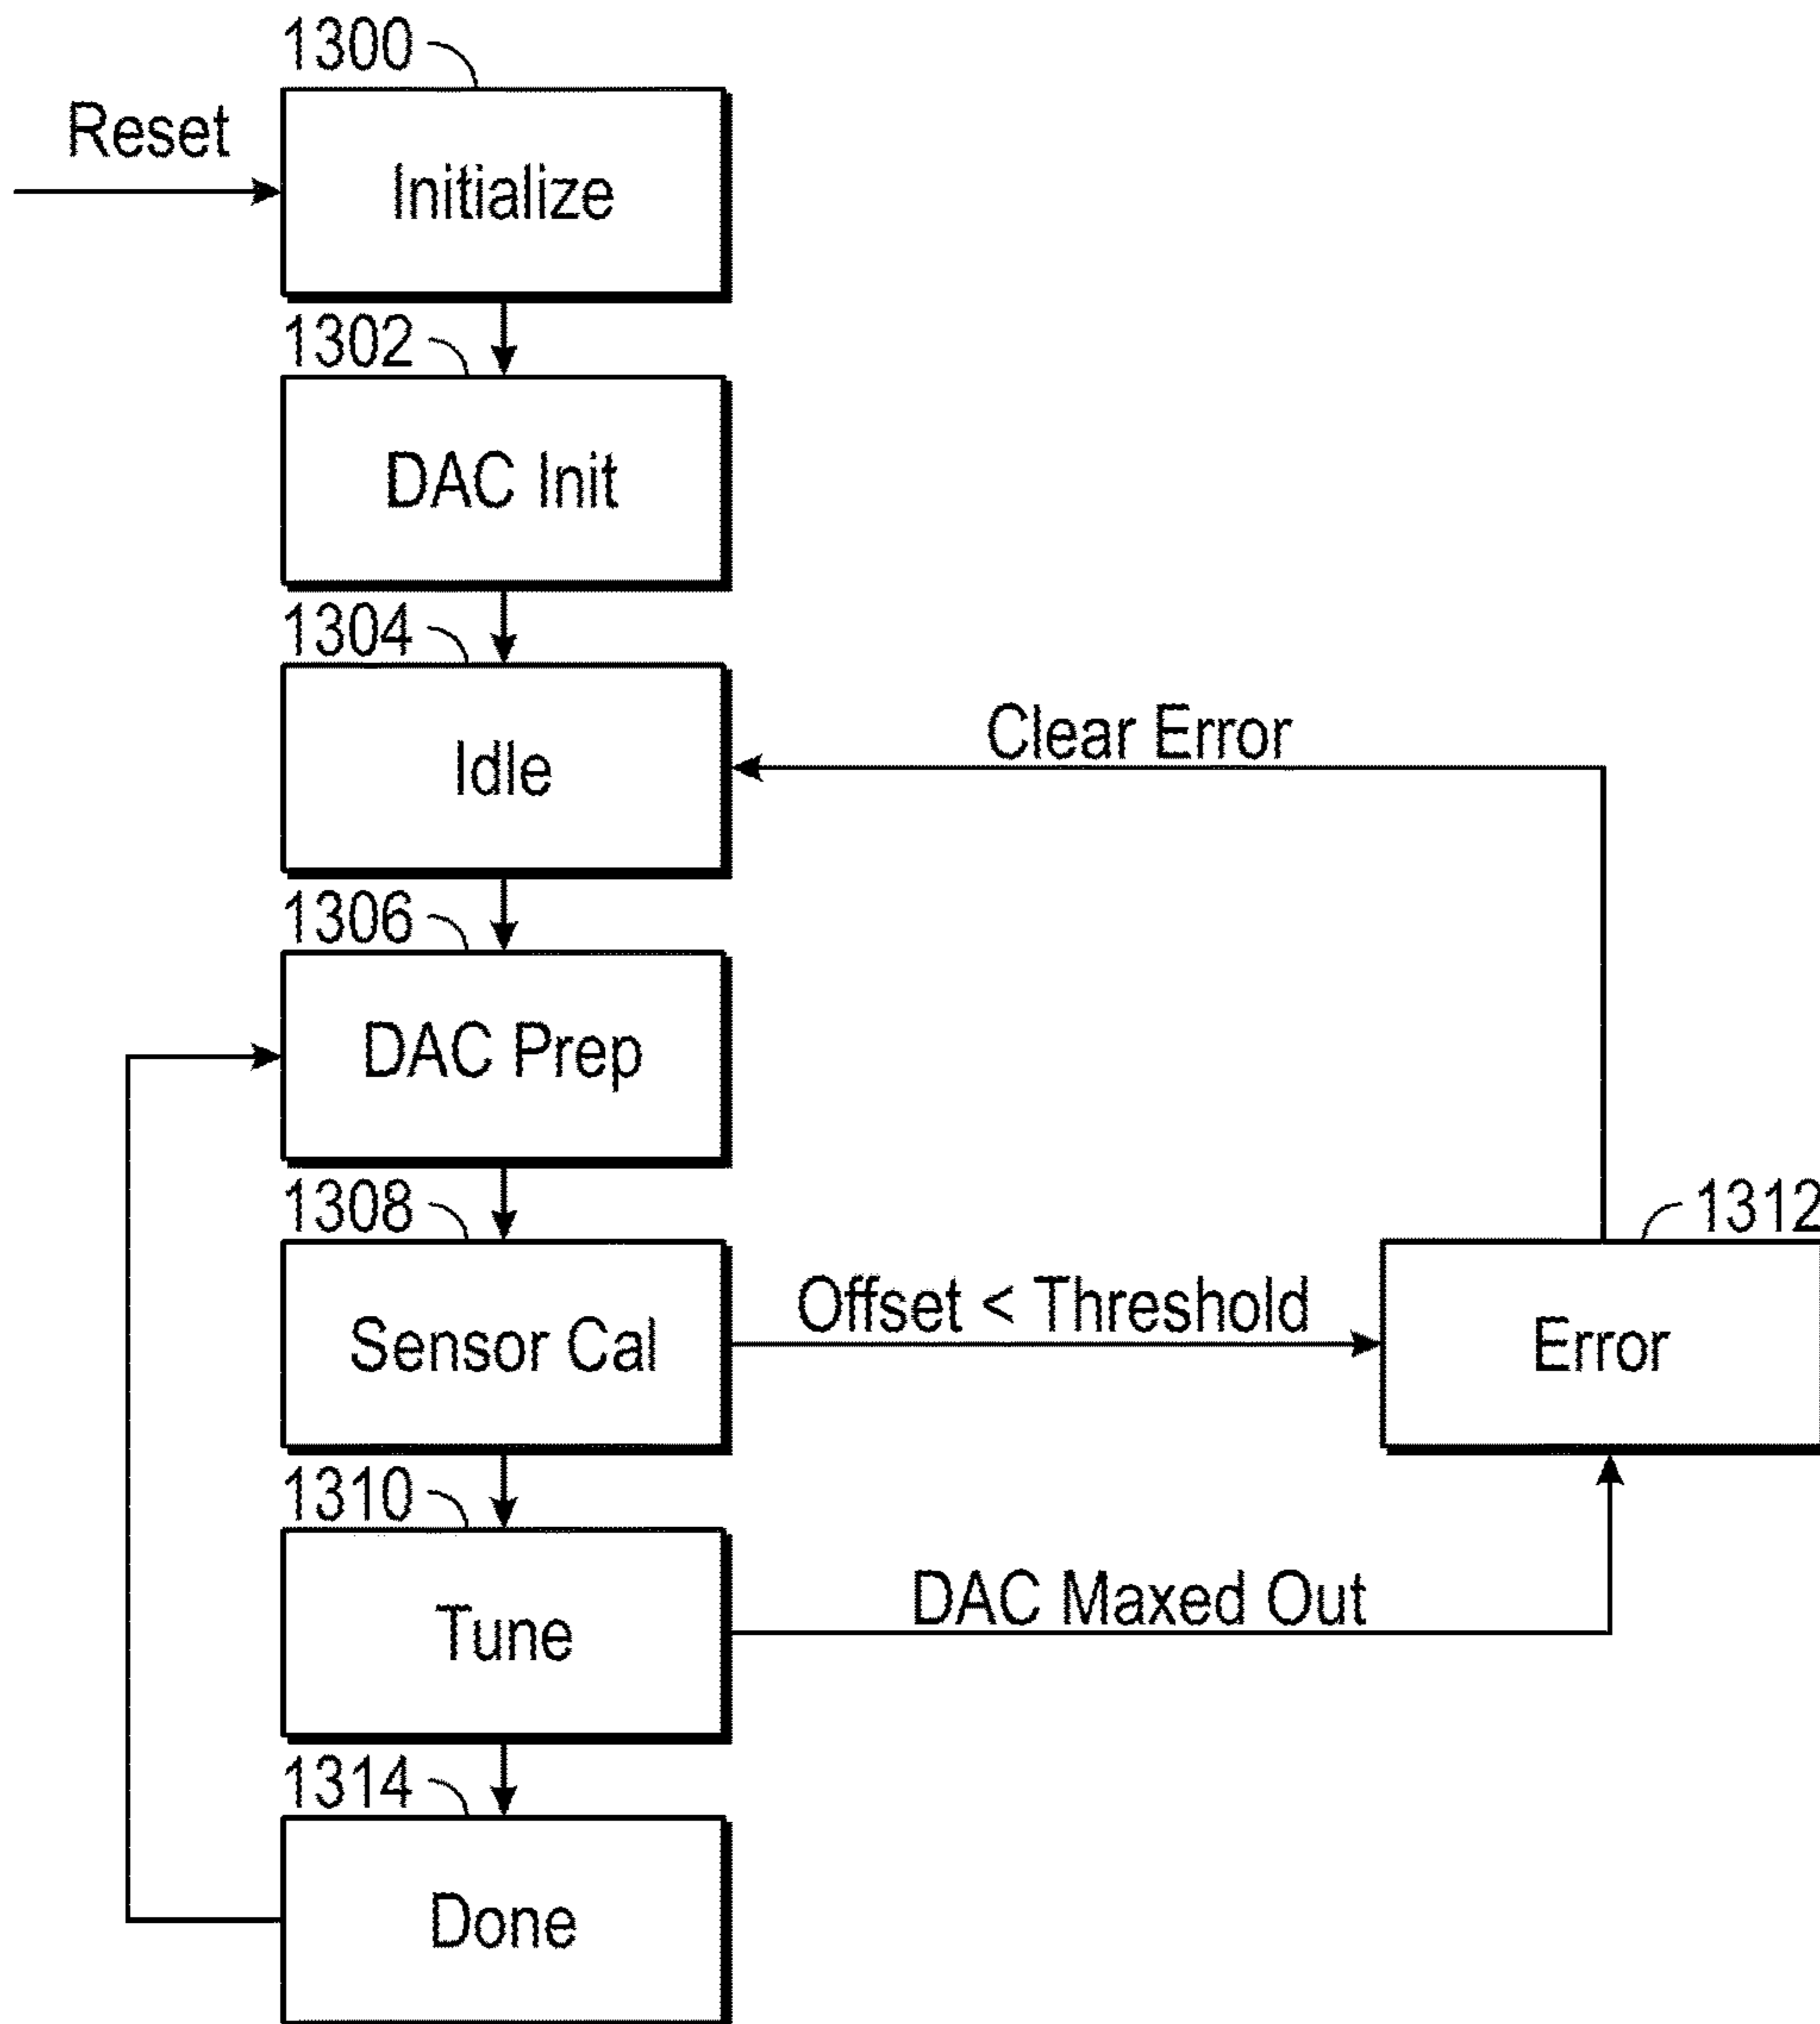 1300
Reset
Initialize
1302
DAC Init
1304
Idle
Clear Error
1306
DAC Prep
1308
Sensor Cal
Offset < Threshold
1312
Error
1310
Tune
DAC Maxed Out
1314
Done